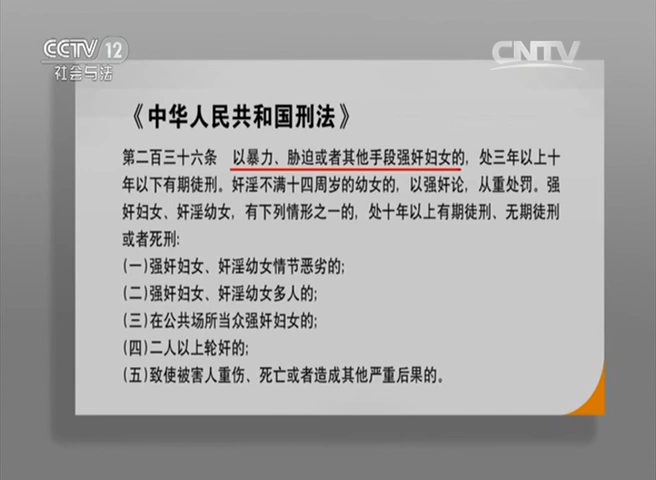 CCTV 12
社会与法
CNTV
《中华人民共和国刑法》
第二百三十六条 以暴力、胁迫或者其他手段强奸妇女的，处三年以上十
年以下有期徒刑。奸淫不满十四周岁的幼女的，以强奸论，从重处罚。强
奸妇女、奸淫幼女，有下列情形之一的，处十年以上有期徒刑、无期徒刑
或者死刑:
(一)强奸妇女、奸淫幼女情节恶劣的;
(二)强奸妇女、奸淫幼女多人的;
(三)在公共场所当众强奸妇女的;
(四)二人以上轮奸的;
(五)致使被害人重伤、死亡或者造成其他严重后果的。